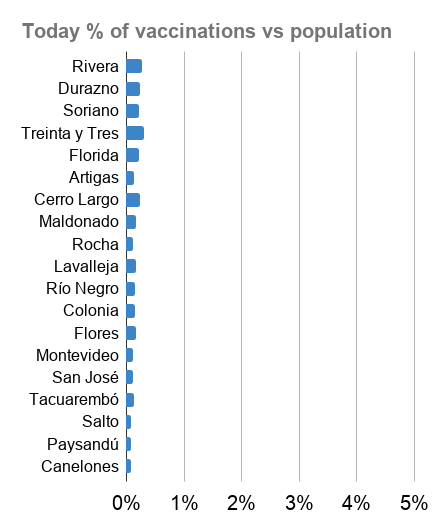 Today % of vaccinations vs population
Rivera
Durazno
Soriano
Treinta y Tres
Florida
Artigas
Cerro Largo
Maldonado
Rocha
Lavalleja
Río Negro
Colonia
Flores
Montevideo
San José
Tacuarembó
Salto
Paysandú
Canelones
0% 1% 2% 3% 4% 5%